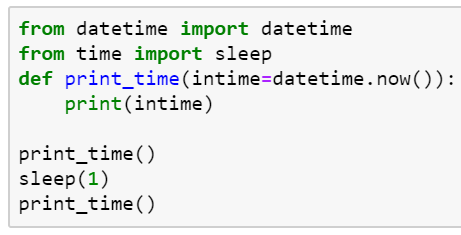 from datetime import datetime
from time import sleep
def print_time(intime=datetime.now()):
    print(intime)

print_time()
sleep(1)
print_time()